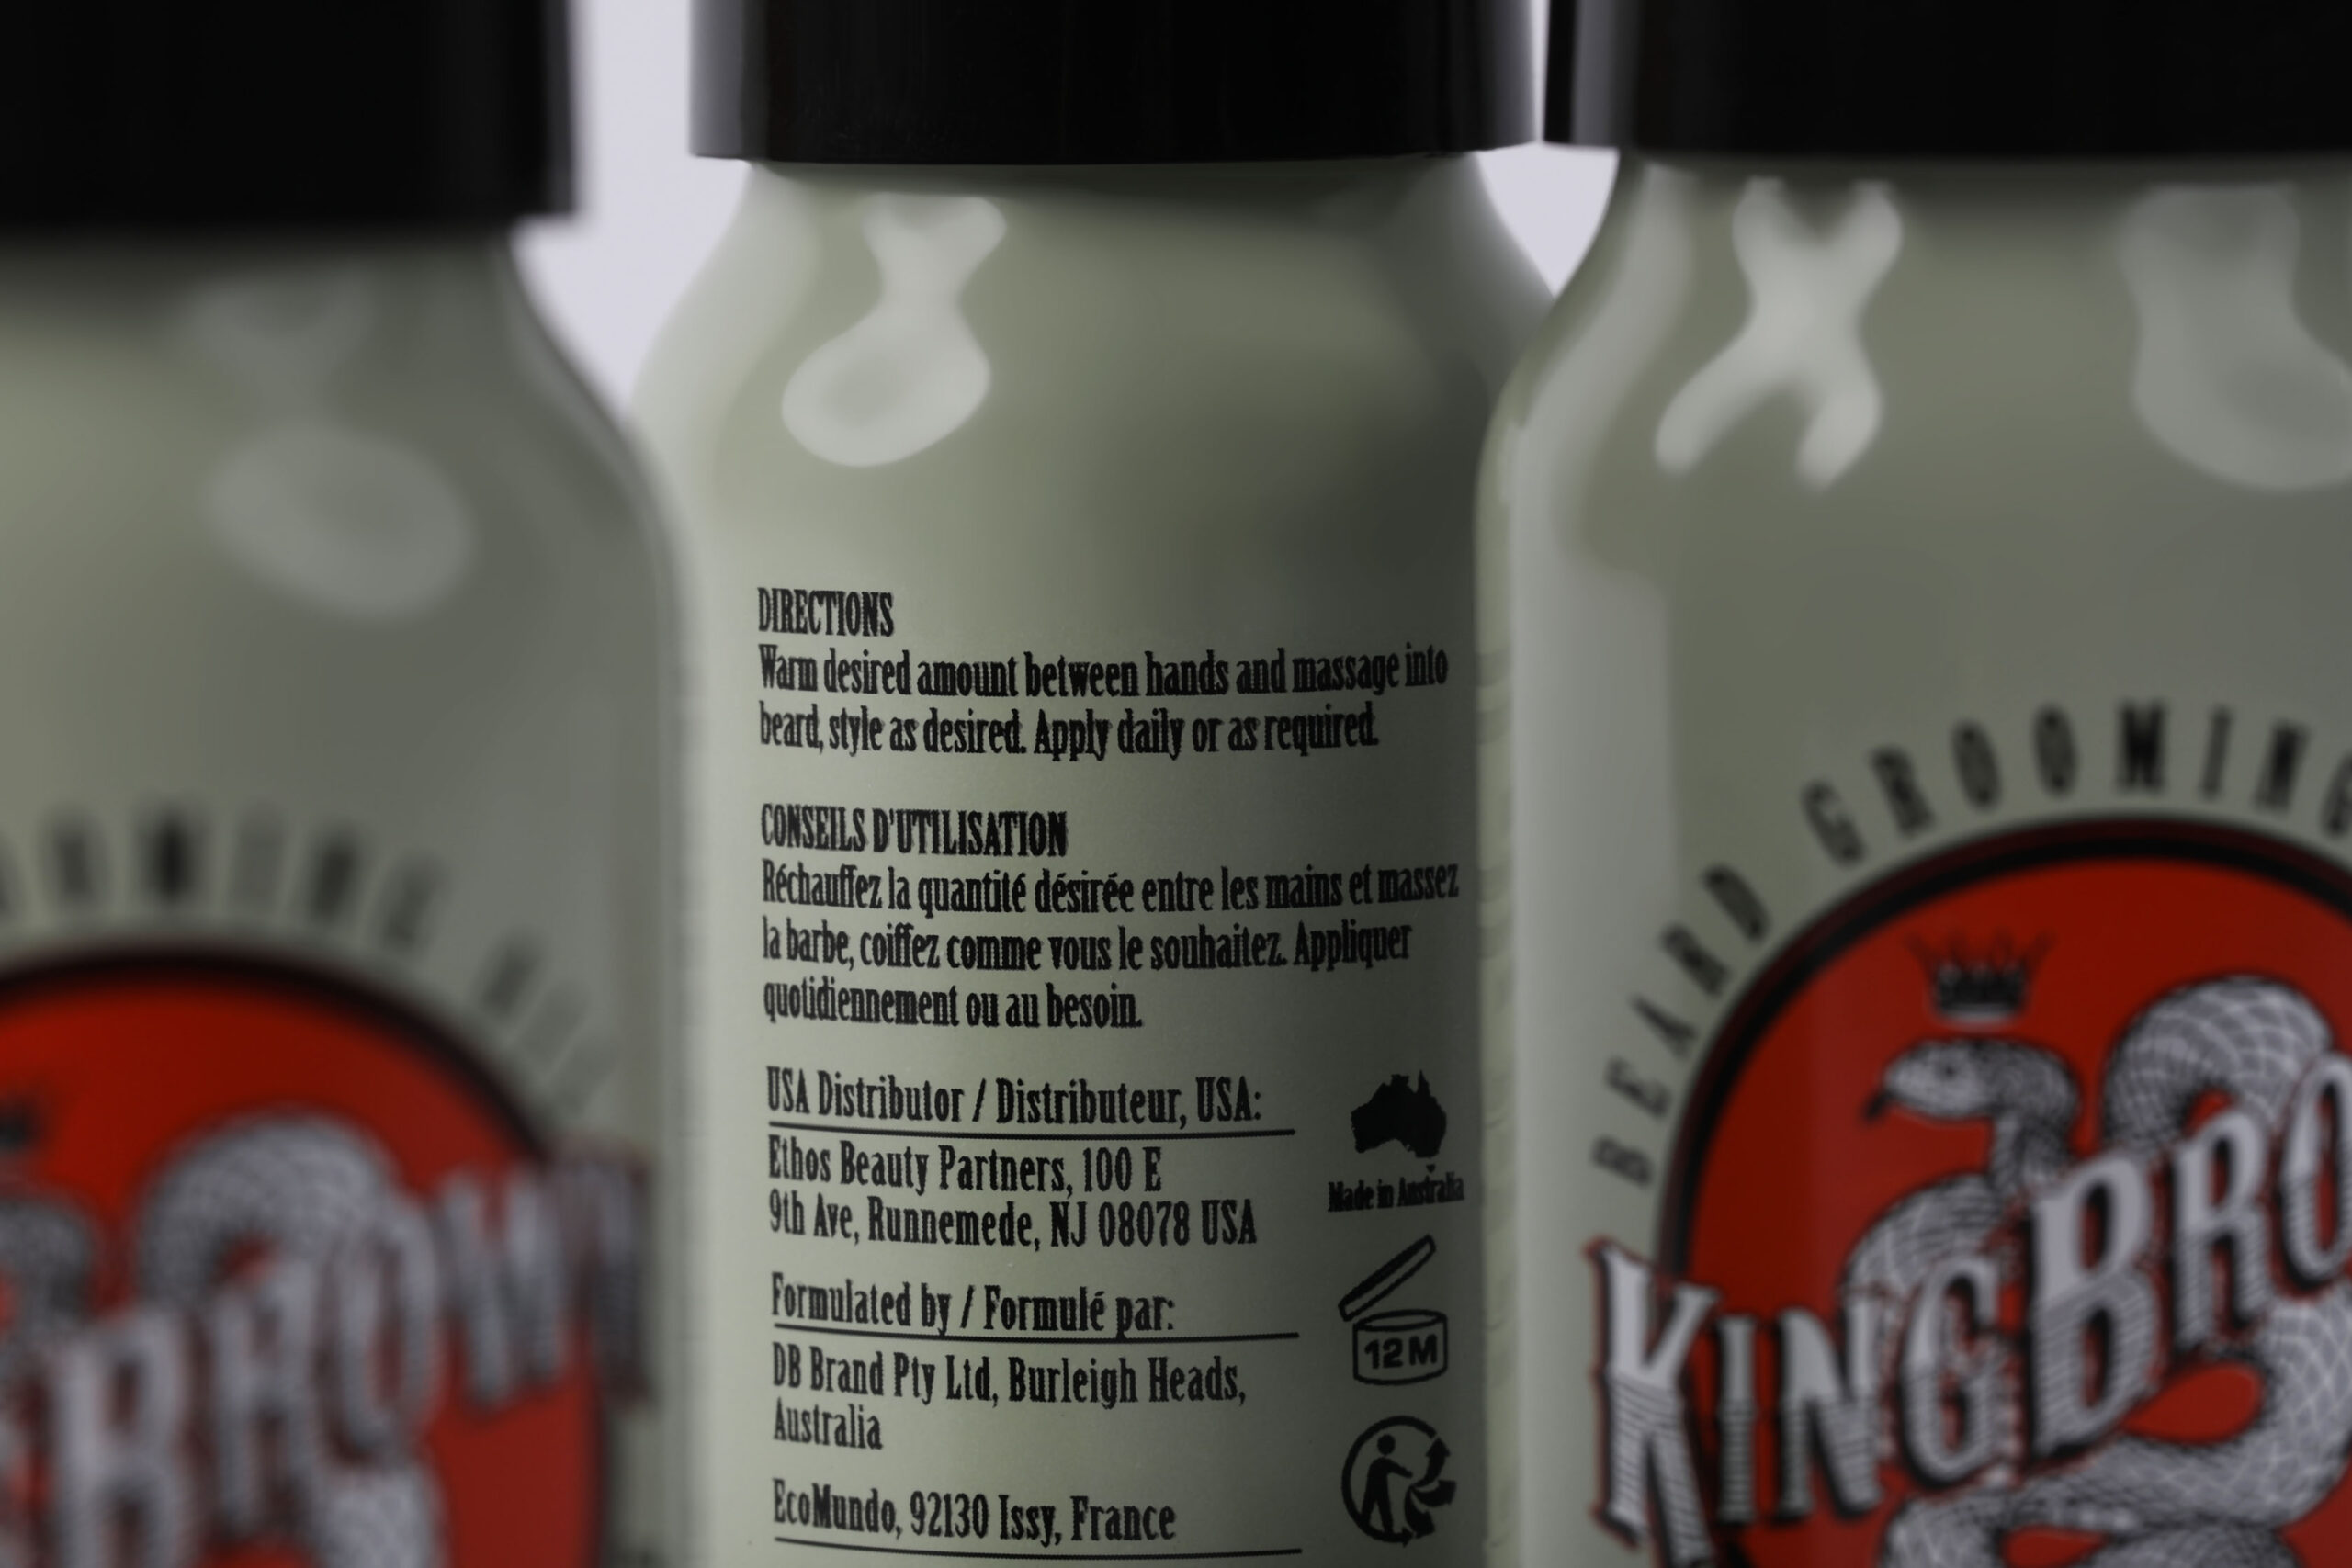 DIRECTIONS
Warm desired amount between hands and massage into
beard, style as desired. Apply daily or as required.
CONSEILS D'UTILISATION
Réchauffez la quantité désirée entre les mains et massez
la barbe, coiffez comme vous le souhaitez. Appliquer
quotidiennement ou au besoin.
USA Distributor / Distributeur, USA:
Ethos Beauty Partners, 100 E
9th Ave, Runnemede, NJ 08078 USA
Formulated by / Formulé par:
DB Brand Pty Ltd, Burleigh Heads,
Australia
EcoMundo, 92130 Issy, France
Made in Australia
12M
BEARD GROOMING
KING BRO